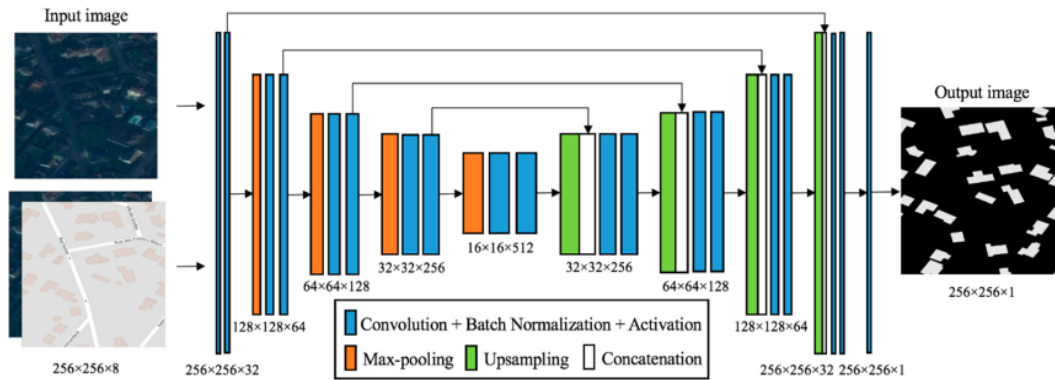 Input image
Output image
256×256×8
256×256×32
128×128×64
64×64×128
32×32×256
16×16×512
32×32×256
64×64×128
128×128×64
256×256×32
256×256×1
256×256×1
Convolution + Batch Normalization + Activation
Max-pooling
Upsampling
Concatenation